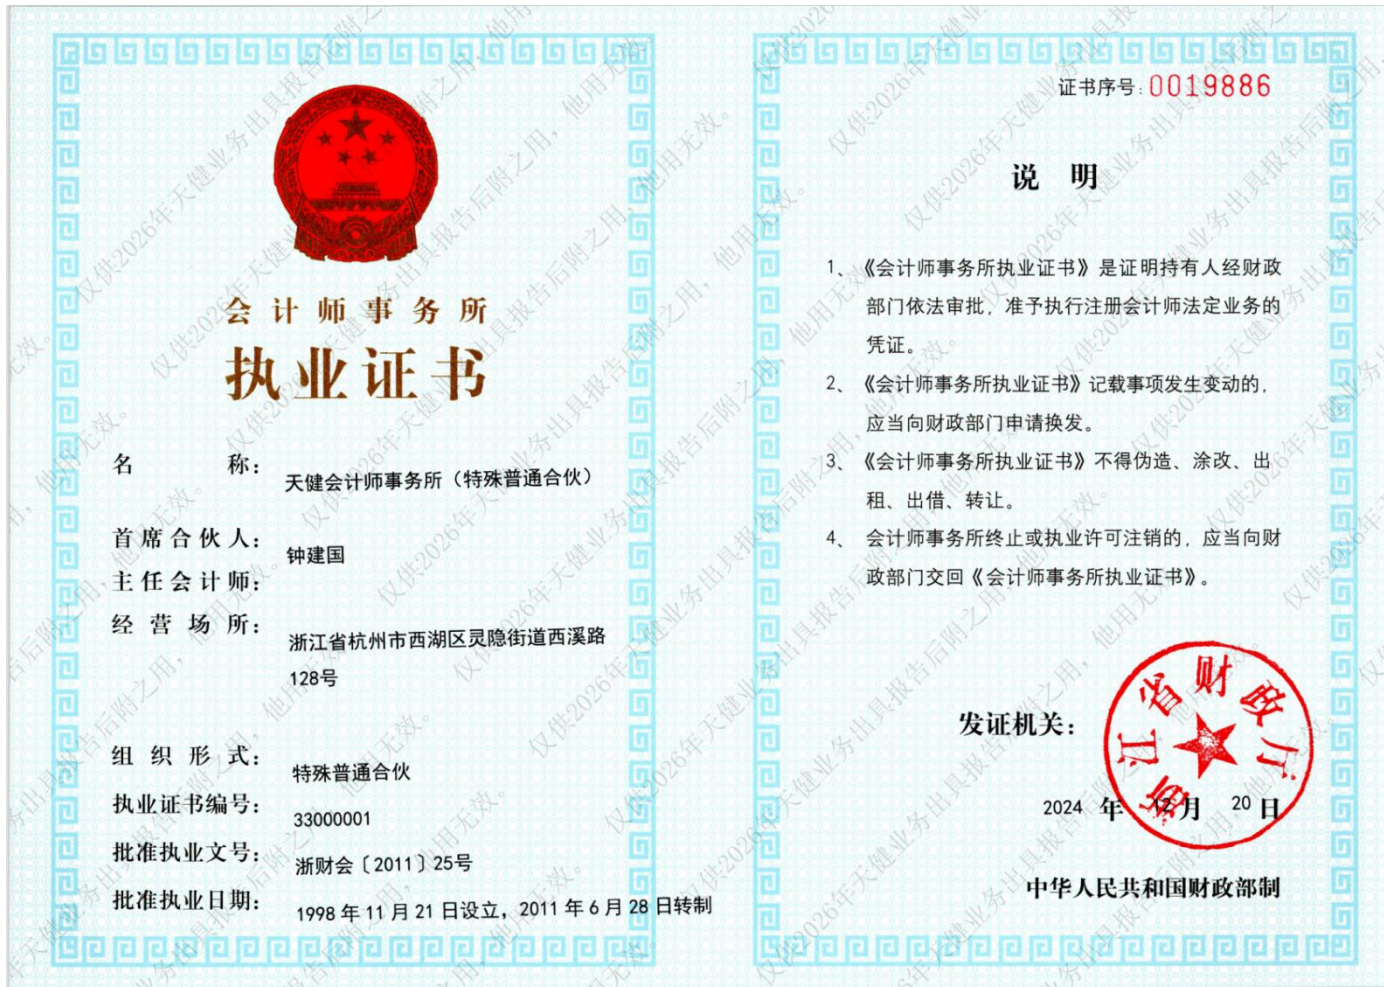 会计师事务所
执业证书
名称：天健会计师事务所（特殊普通合伙）
首席合伙人：钟建国
主任会计师：
经营场所：浙江省杭州市西湖区灵隐街道西溪路
128号
组织形式：特殊普通合伙
执业证书编号：33000001
批准执业文号：浙财会〔2011〕25号
批准执业日期：1998年11月21日设立，2011年6月28日转制
证书序号：0019886
说明
1、《会计师事务所执业证书》是证明持有人经财政
部门依法审批，准予执行注册会计师法定业务的
凭证。
2、《会计师事务所执业证书》记载事项发生变动的，
应当向财政部门申请换发。
3、《会计师事务所执业证书》不得伪造、涂改、出
租、出借、转让。
4、会计师事务所终止或执业许可注销的，应当向财
政部门交回《会计师事务所执业证书》。
发证机关：
浙江省财政厅
2024年12月20日
中华人民共和国财政部制
仅供2026年天健业务出具报告后附之用，他用无效。